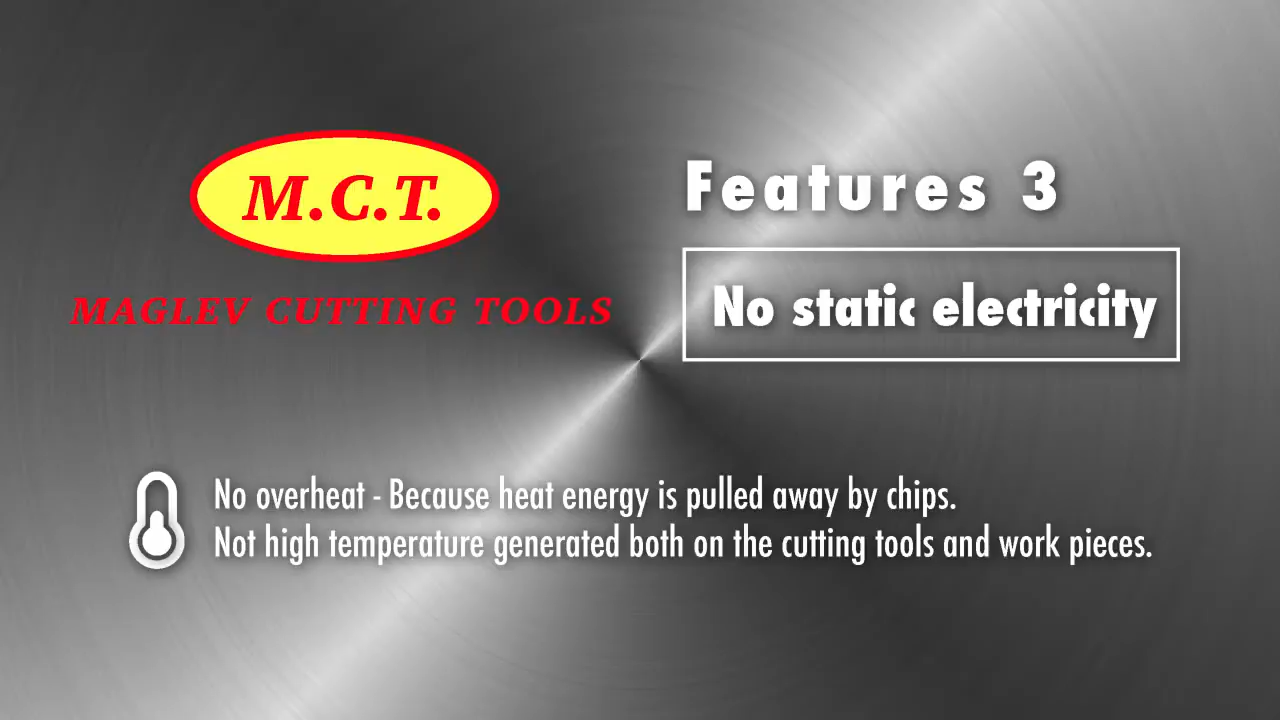 M.C.T.
MAGLEV CUTTING TOOLS
Features 3
No static electricity
No overheat - Because heat energy is pulled away by chips.
Not high temperature generated both on the cutting tools and work pieces.